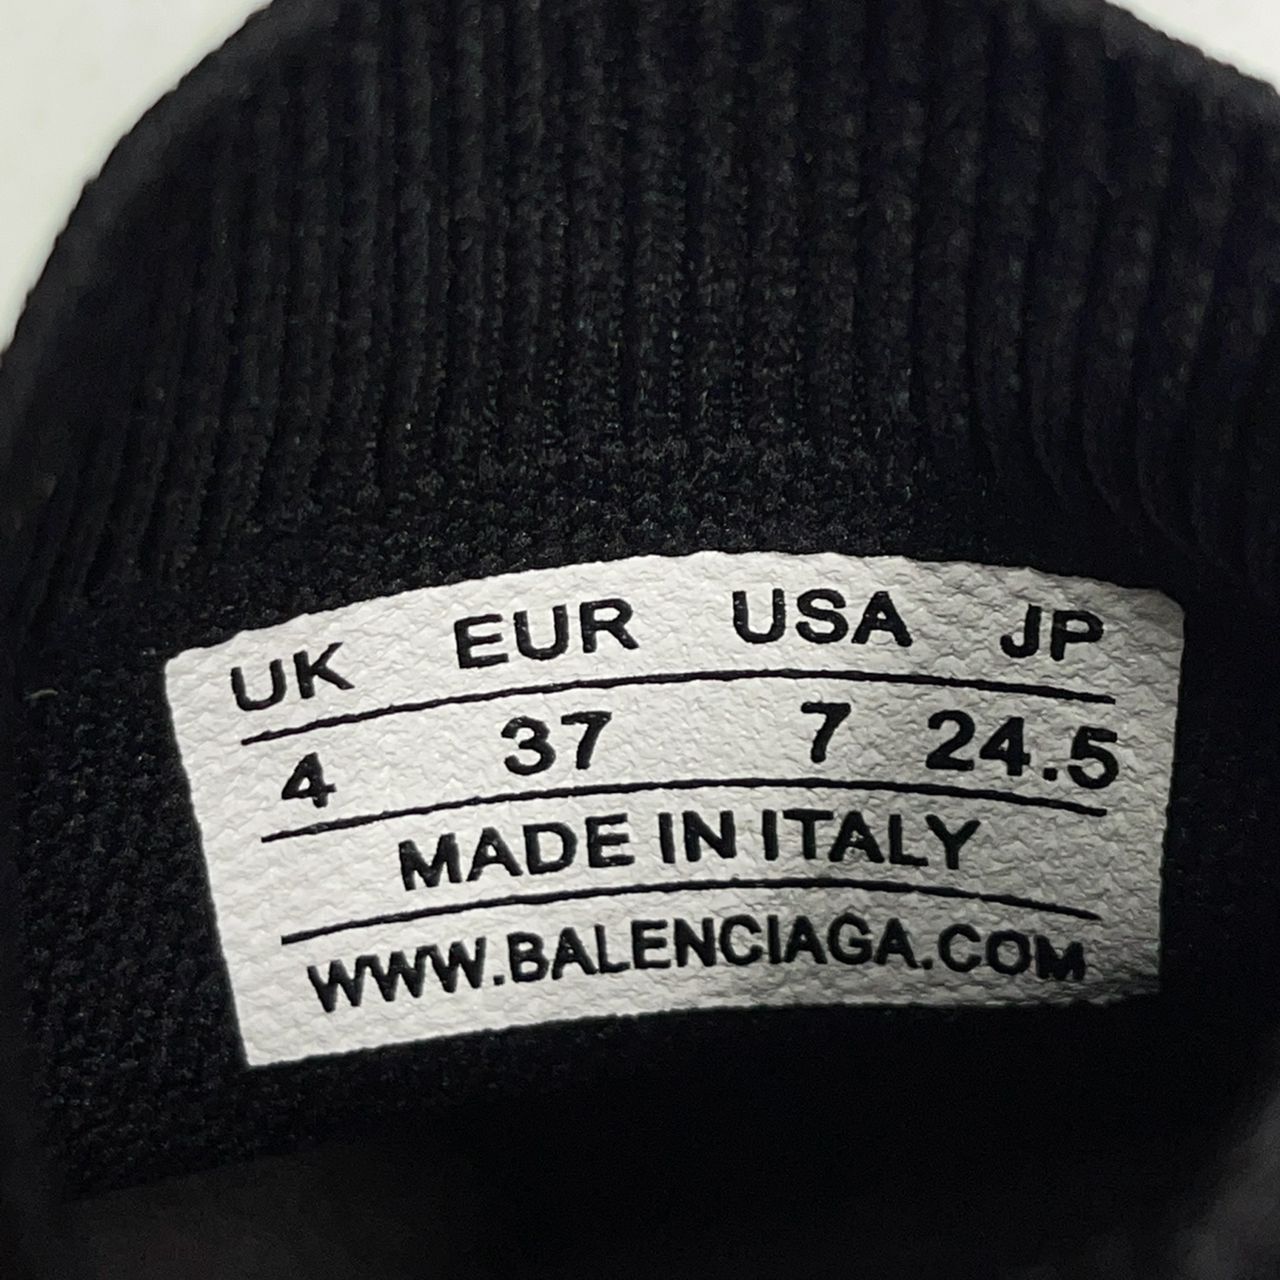 UK EUR USA JP
4 37 7 24.5
MADE IN ITALY
WWW.BALENCIAGA.COM